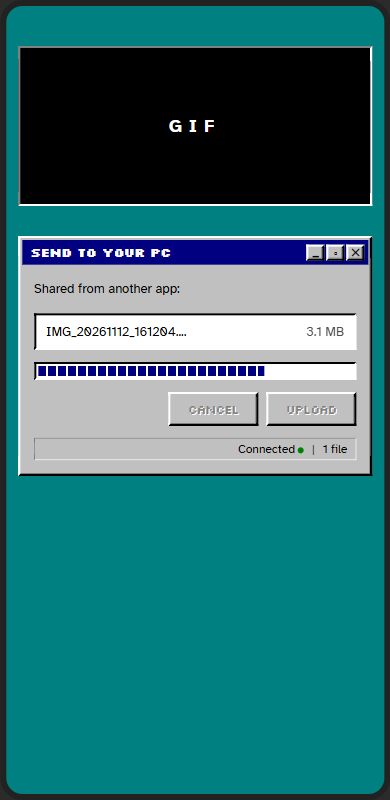 GIF
SEND TO YOUR PC
Shared from another app:
IMG_20261112_161204.... 3.1 MB
CANCEL UPLOAD
Connected | 1 file